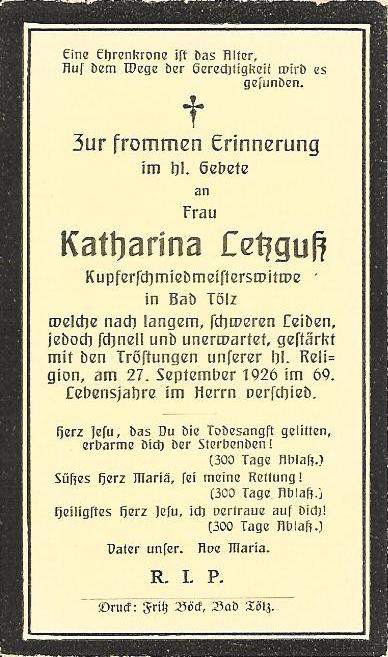 Eine Ehrenkrone ist das Alter,
Auf dem Wege der Gerechtigkeit wird es
gefunden.
Zur frommen Erinnerung
im hl. Gebete
an
Frau
Katharina Letzguß
Kupferschmiedmeisterswitwe
in Bad Tölz
welche nach langem, schweren Leiden,
jedoch schnell und unerwartet, gestärkt
mit den Tröstungen unserer hl. Reli-
gion, am 27. September 1926 im 69.
Lebensjahre im Herrn verschied.
Herz Jesu, das Du die Todesangst gelitten,
erbarme dich der Sterbenden!
(300 Tage Ablaß.)
Süßes Herz Mariä, sei meine Rettung!
(300 Tage Ablaß.)
Heiligstes Herz Jesu, ich vertraue auf dich!
(300 Tage Ablaß.)
Vater unser. Ave Maria.
R. I. P.
Druck: Fritz Böck, Bad Tölz.